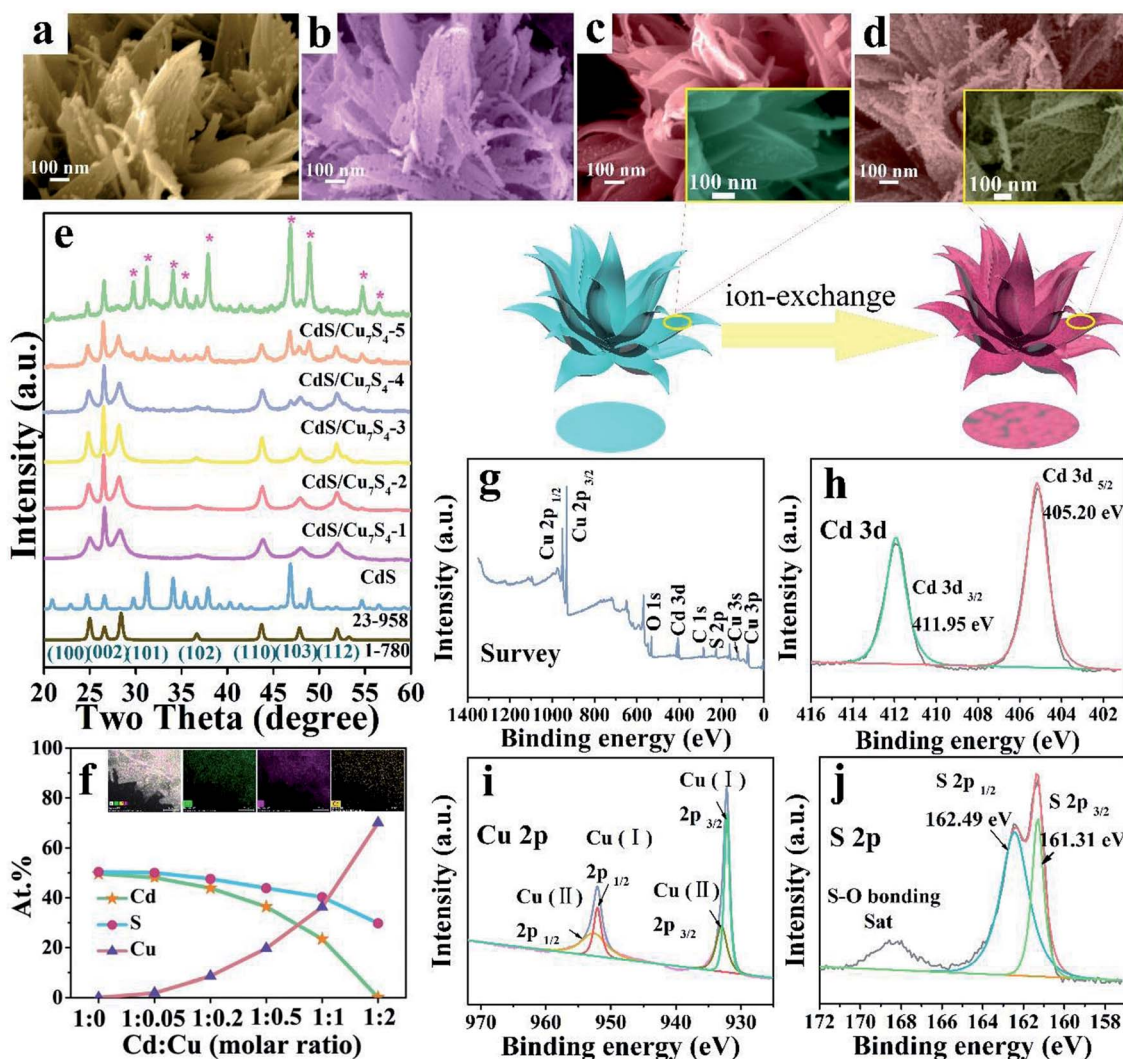 a
100 nm
b
100 nm
c
100 nm
100 nm
d
100 nm
100 nm
e
* * * * * * * * *
CdS/Cu₇S₄-5
CdS/Cu₇S₄-4
CdS/Cu₇S₄-3
CdS/Cu₇S₄-2
CdS/Cu₇S₄-1
CdS
23-958
1-780
(100) (002) (101) (102) (110) (103) (112)
20 25 30 35 40 45 50 55 60
Two Theta (degree)
Intensity (a.u.)
ion-exchange
f
100
80
60
40
20
0
At.%
Cd
S
Cu
1:0 1:0.05 1:0.2 1:0.5 1:1 1:2
Cd:Cu (molar ratio)
g
Cu 2p 1/2
Cu 2p 3/2
O 1s
Cd 3d
C 1s
S 2p
Cu 3s
Cu 3p
Survey
1400 1200 1000 800 600 400 200 0
Binding energy (eV)
Intensity (a.u.)
h
Cd 3d
Cd 3d 5/2
405.20 eV
Cd 3d 3/2
411.95 eV
416 414 412 410 408 406 404 402
Binding energy (eV)
Intensity (a.u.)
i
Cu 2p
Cu (Ⅰ)
2p 3/2
Cu (Ⅰ)
2p 1/2
Cu (Ⅱ)
2p 1/2
Cu (Ⅱ)
2p 3/2
970 960 950 940 930
Binding energy (eV)
Intensity (a.u.)
j
S 2p
S 2p 1/2
162.49 eV
S 2p 3/2
161.31 eV
S-O bonding
Sat
172 170 168 166 164 162 160 158
Binding energy (eV)
Intensity (a.u.)